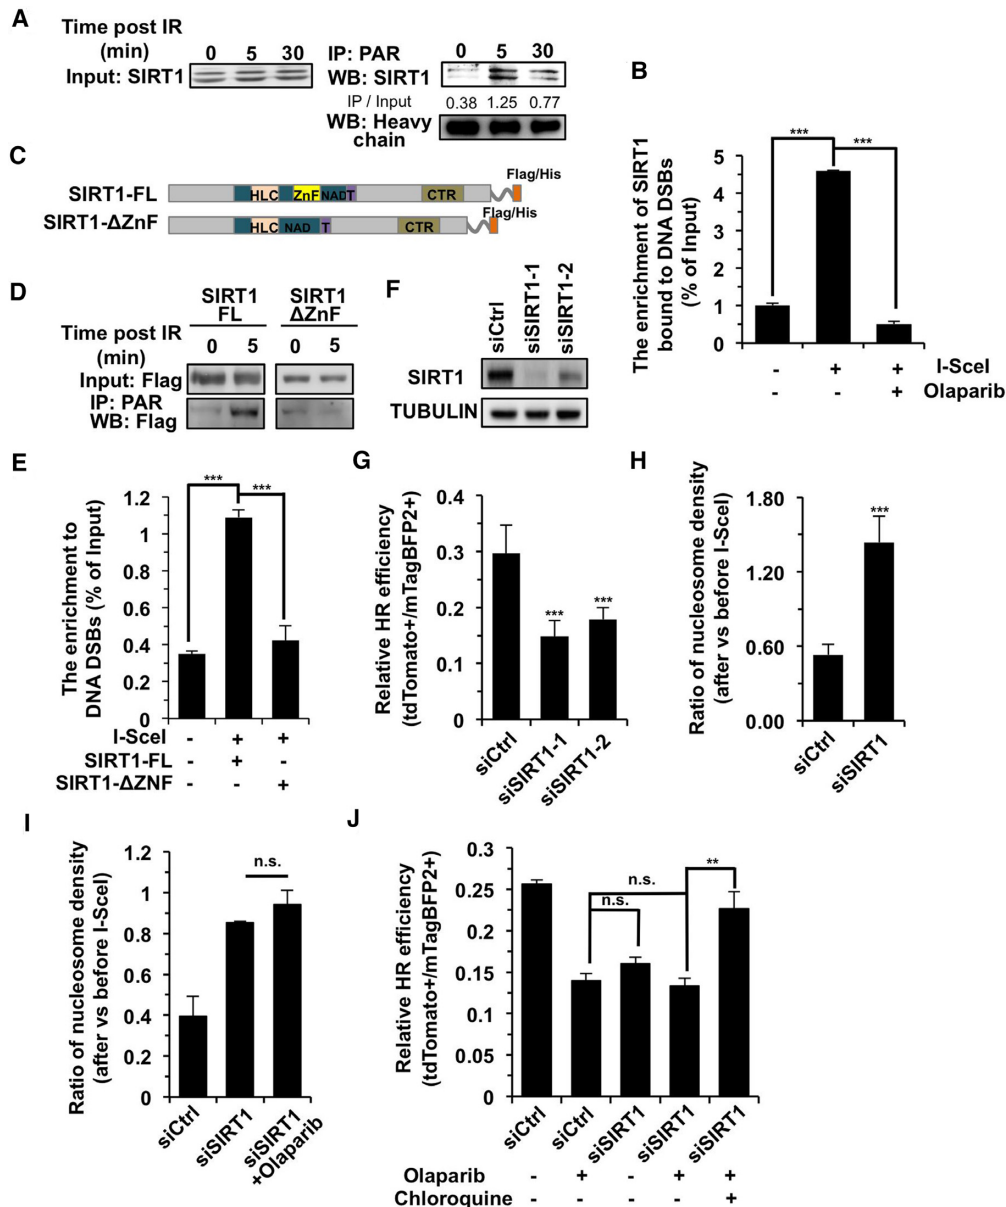 A
Time post IR
(min)
0 5 30
Input: SIRT1
IP: PAR
0 5 30
WB: SIRT1
IP / Input
0.38 1.25 0.77
WB: Heavy
chain
B
The enrichment of SIRT1
bound to DNA DSBs
(% of Input)
5
4
3
2
1
0
***
***
- + + I-SceI
- - + Olaparib
C
SIRT1-FL
HLC ZnF NAD T CTR
Flag/His
SIRT1-ΔZnF
HLC NAD T CTR
Flag/His
D
SIRT1
FL
SIRT1
ΔZnF
Time post IR
(min)
0 5 0 5
Input: Flag
IP: PAR
WB: Flag
F
siCtrl
siSIRT1-1
siSIRT1-2
SIRT1
TUBULIN
E
The enrichment to
DNA DSBs (% of Input)
1.2
1
0.8
0.6
0.4
0.2
0
***
***
I-SceI - + +
SIRT1-FL - + -
SIRT1-ΔZNF - - +
G
Relative HR efficiency
(tdTomato+/mTagBFP2+)
0.4
0.3
0.2
0.1
0
***
***
siCtrl
siSIRT1-1
siSIRT1-2
H
Ratio of nucleosome density
(after vs before I-SceI)
1.80
1.20
0.60
0.00
***
siCtrl
siSIRT1
I
Ratio of nucleosome density
(after vs before I-SceI)
1.2
1
0.8
0.6
0.4
0.2
0
n.s.
siCtrl
siSIRT1
siSIRT1
+Olaparib
J
Relative HR efficiency
(tdTomato+/mTagBFP2+)
0.3
0.25
0.2
0.15
0.1
0.05
0
n.s.
n.s.
**
siCtrl
siCtrl
siSIRT1
siSIRT1
siSIRT1
Olaparib - + - + +
Chloroquine - - - - +